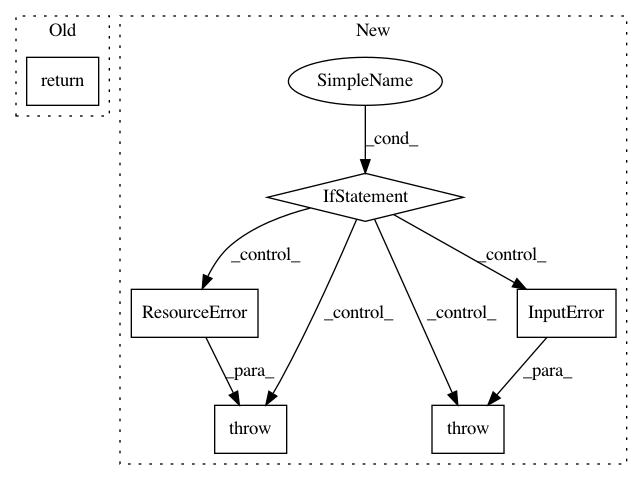 Old
New
return
SimpleName
_cond_
IfStatement
_control_
_control_
_control_
_control_
ResourceError
InputError
_para_
_para_
throw
throw